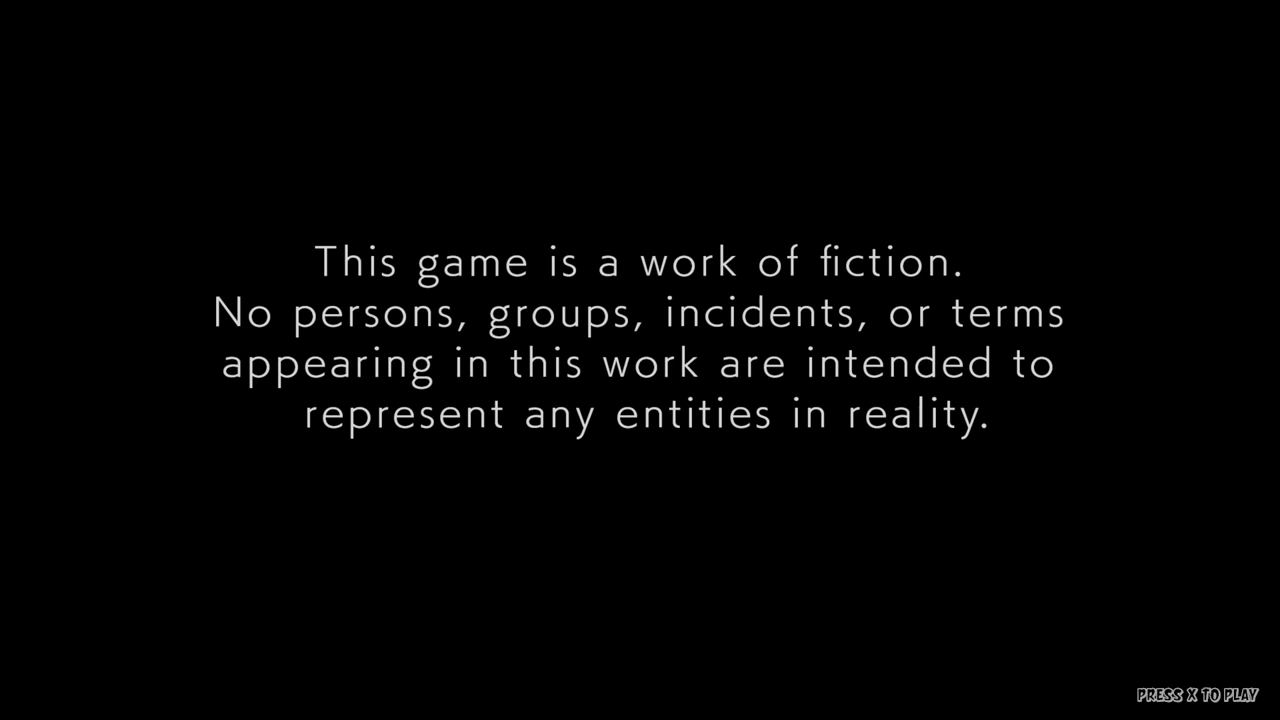 This game is a work of fiction.
No persons, groups, incidents, or terms
appearing in this work are intended to
represent any entities in reality.
PRESS X TO PLAY